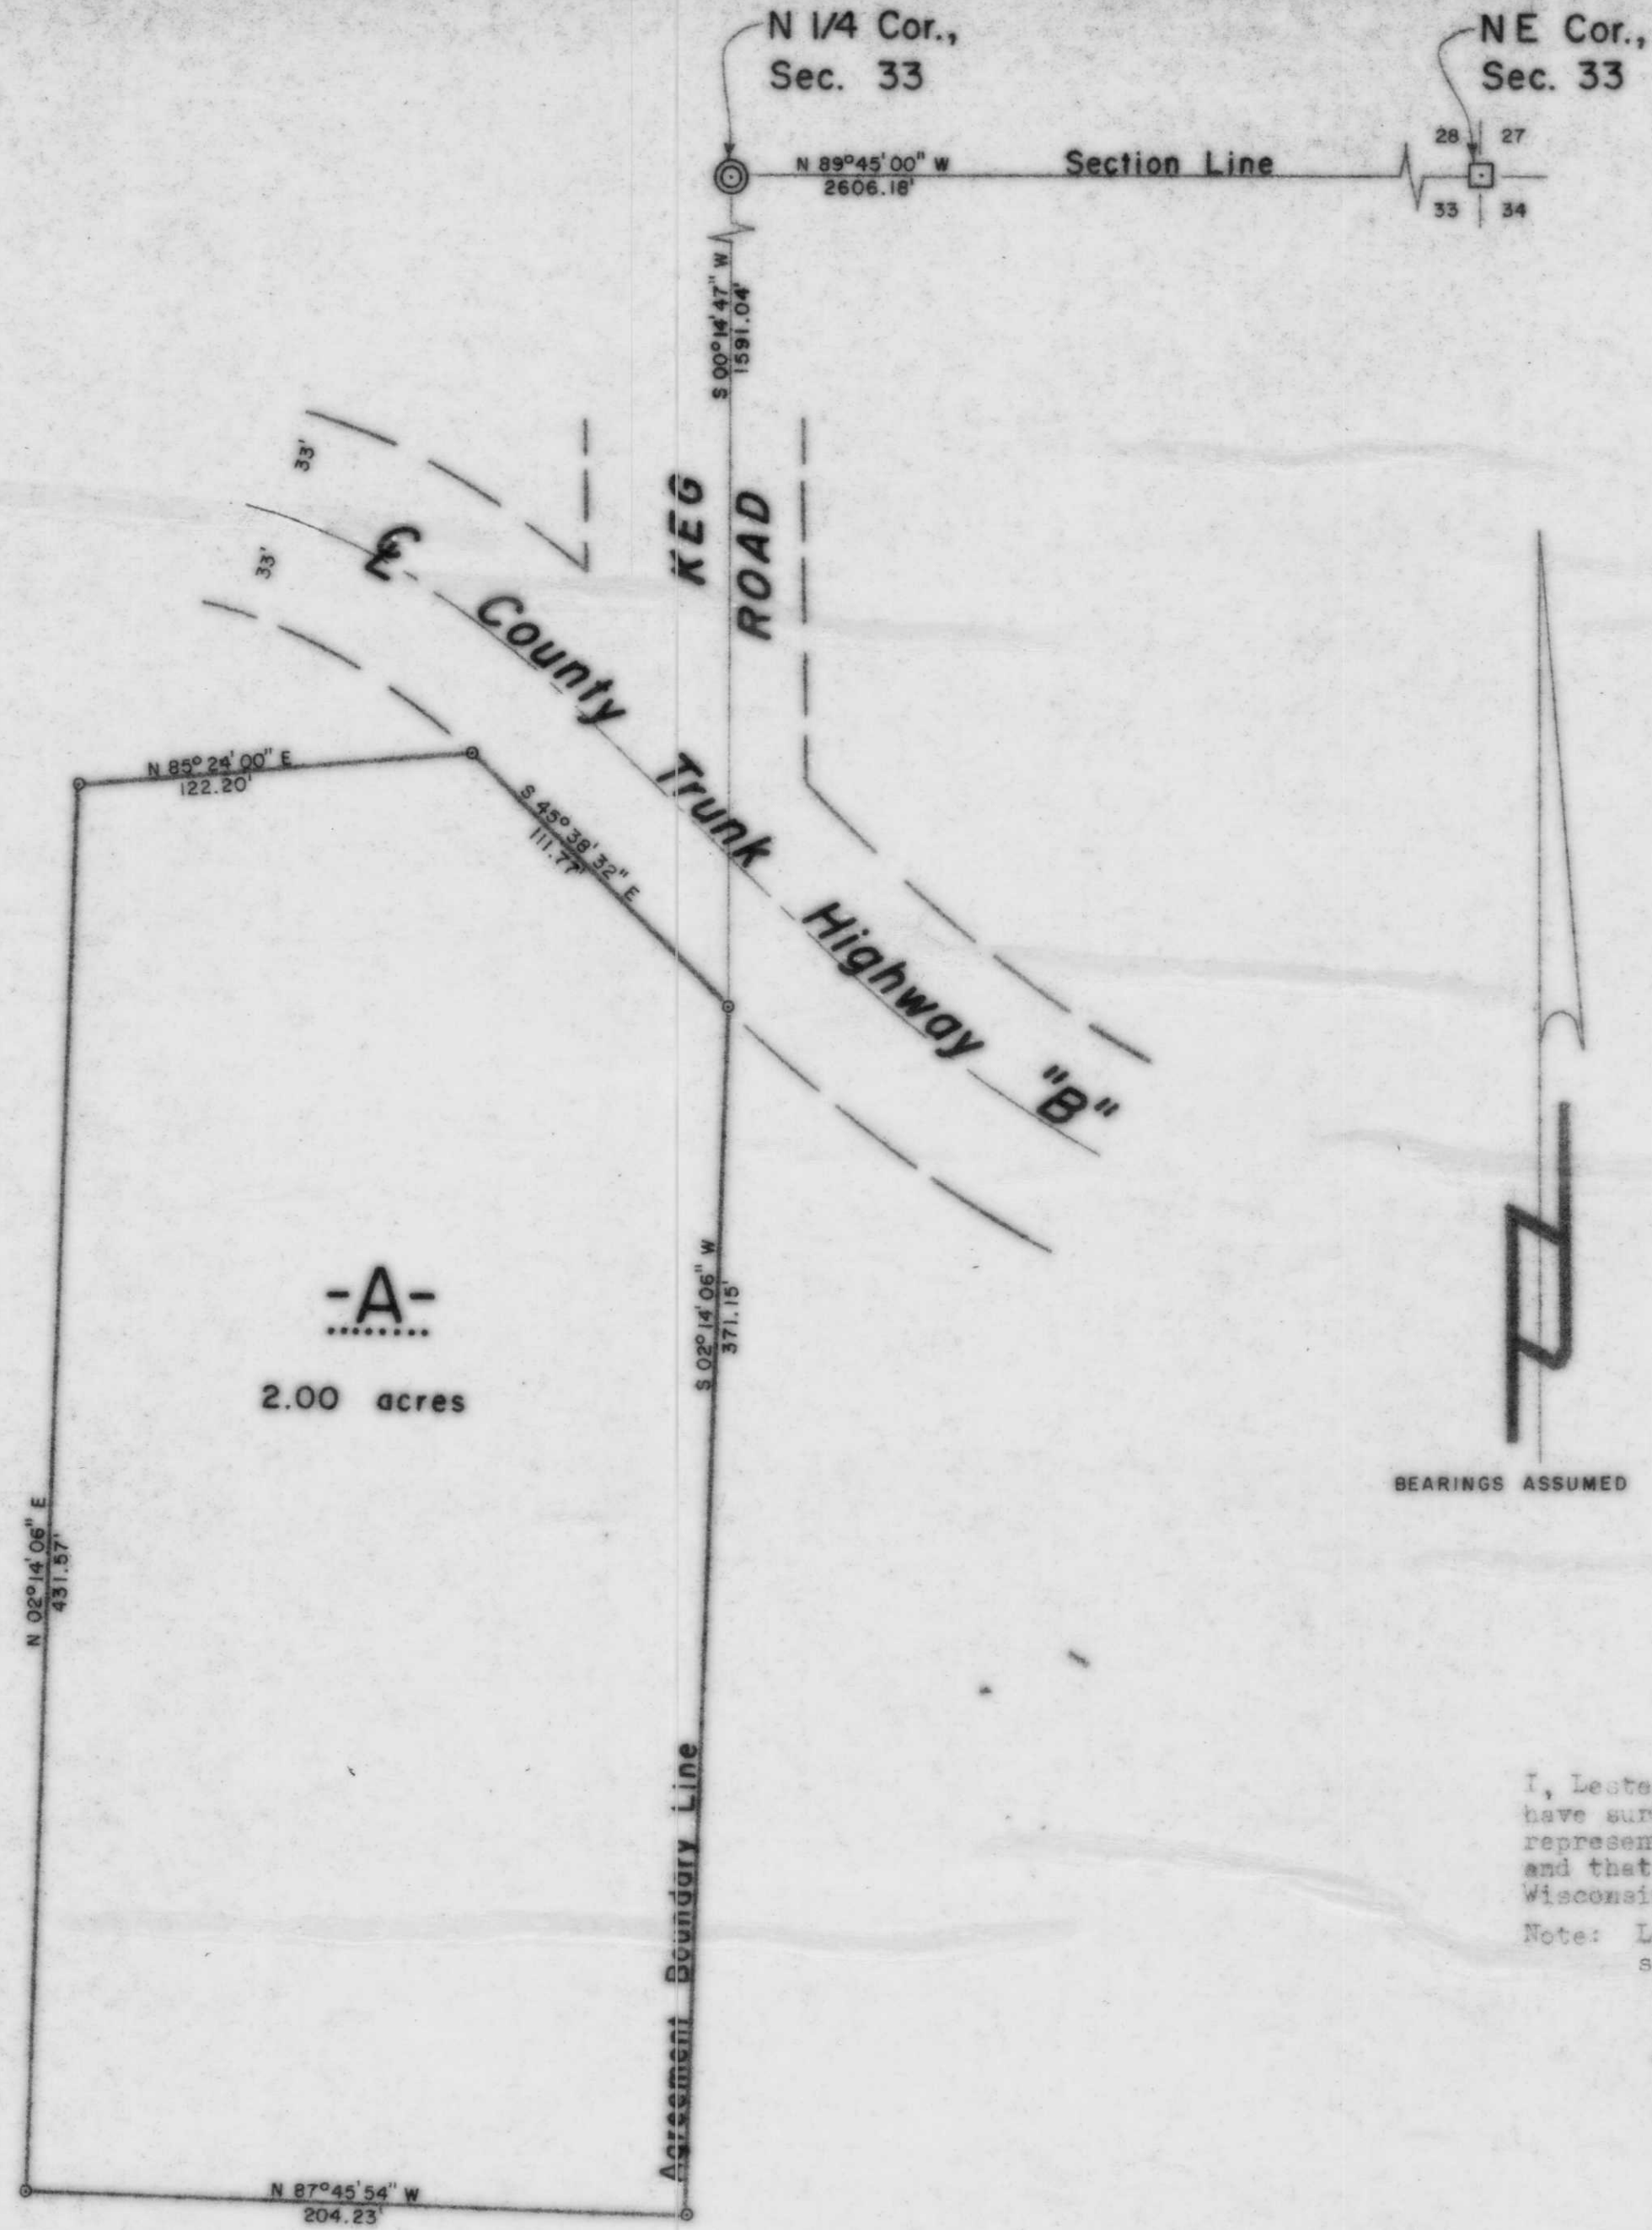 N 1/4 Cor.,
Sec. 33
NE Cor.,
Sec. 33
28 27
N 89°45'00" W Section Line
2606.18'
33 34
S 00°14'47" W
1591.04'
33'
33'
KEG
ROAD
℄ County Trunk Highway "B"
N 85°24'00" E
122.20'
S 45°38'32" E
111.77'
-A-
2.00 acres
S 02°14'06" W
371.15'
N 02°14'06" E
431.57'
Agreement Boundary Line
N 87°45'54" W
204.23'
N
BEARINGS ASSUMED
I, Leste
have sur
represen
and that
Wisconsi
Note: L
s